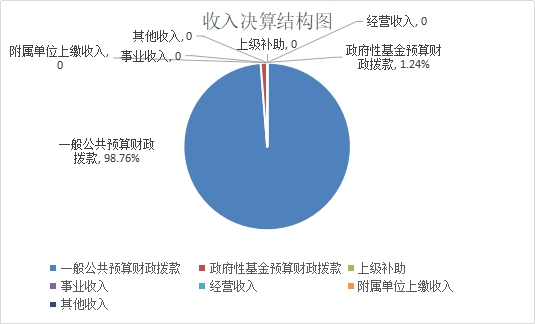 收入决算结构图
其他收入, 0
上级补助, 0
经营收入, 0
附属单位上缴收入,
0
事业收入, 0
政府性基金预算财
政拨款, 1.24%
一般公共预算财政
拨款, 98.76%
一般公共预算财政拨款
政府性基金预算财政拨款
上级补助
事业收入
经营收入
附属单位上缴收入
其他收入